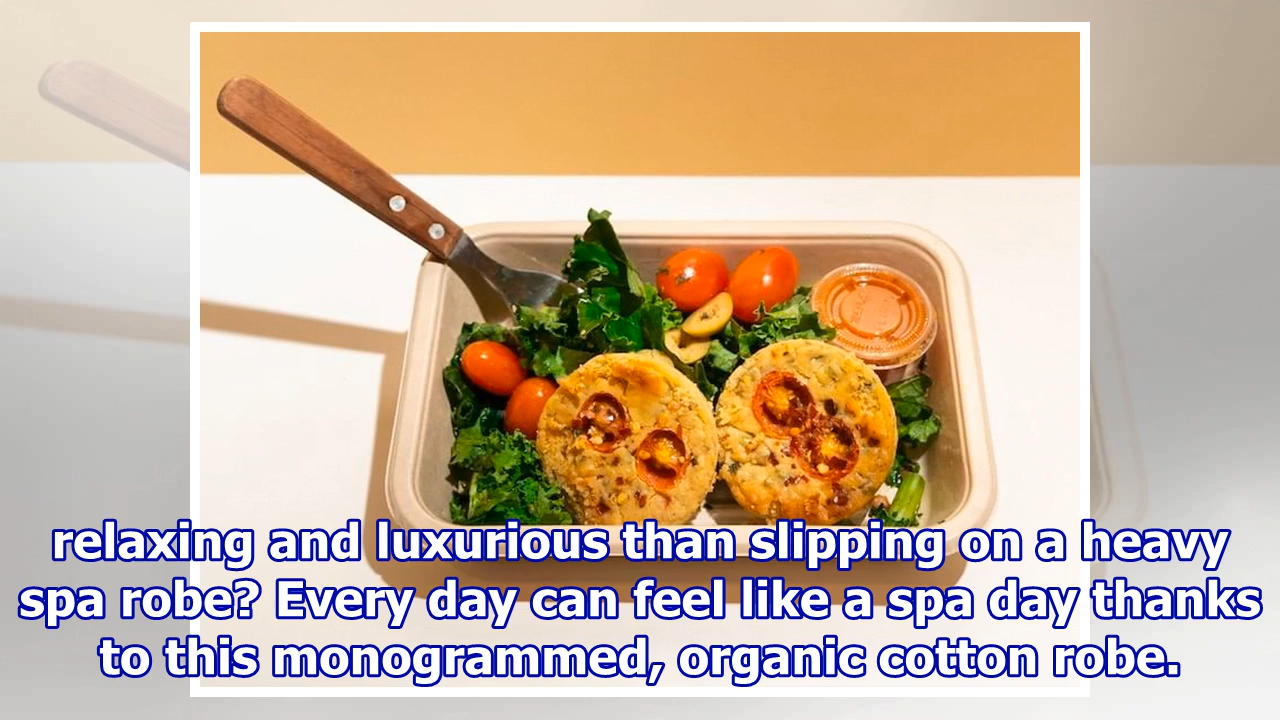 relaxing and luxurious than slipping on a heavy
spa robe? Every day can feel like a spa day thanks
to this monogrammed, organic cotton robe.